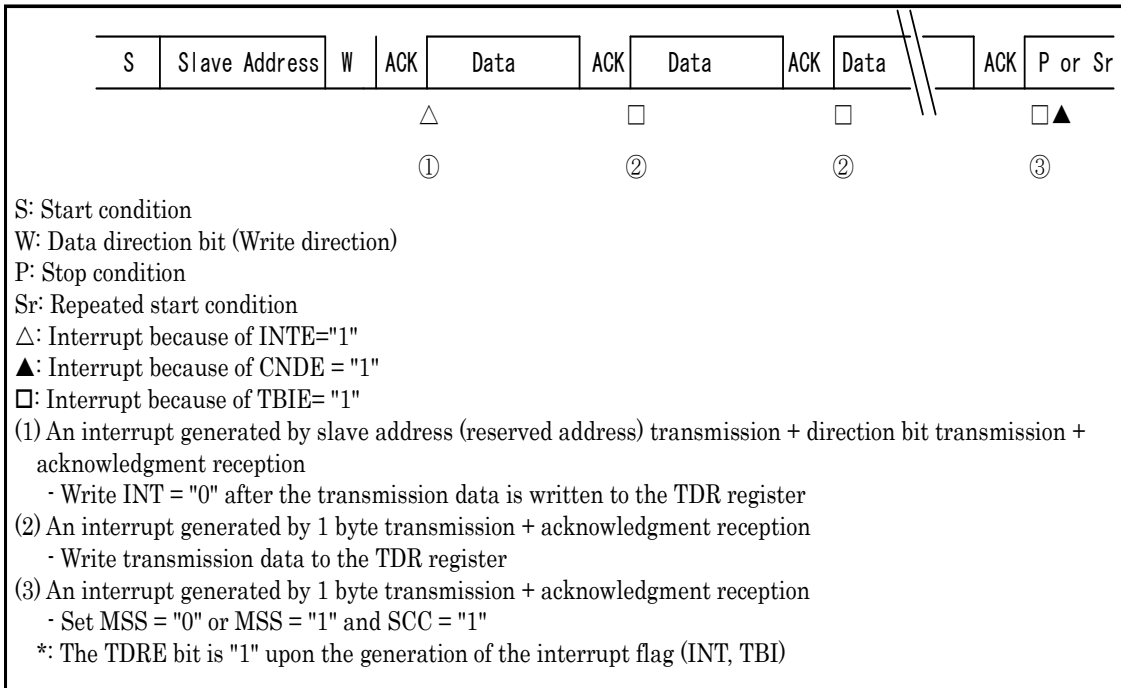 S Slave Address W ACK Data ACK Data ACK Data ACK P or Sr
△ □ □ □▲
① ② ② ③
S: Start condition
W: Data direction bit (Write direction)
P: Stop condition
Sr: Repeated start condition
△: Interrupt because of INTE="1"
▲: Interrupt because of CNDE = "1"
□: Interrupt because of TBIE= "1"
(1) An interrupt generated by slave address (reserved address) transmission + direction bit transmission +
acknowledgment reception
- Write INT = "0" after the transmission data is written to the TDR register
(2) An interrupt generated by 1 byte transmission + acknowledgment reception
- Write transmission data to the TDR register
(3) An interrupt generated by 1 byte transmission + acknowledgment reception
- Set MSS = "0" or MSS = "1" and SCC = "1"
*: The TDRE bit is "1" upon the generation of the interrupt flag (INT, TBI)